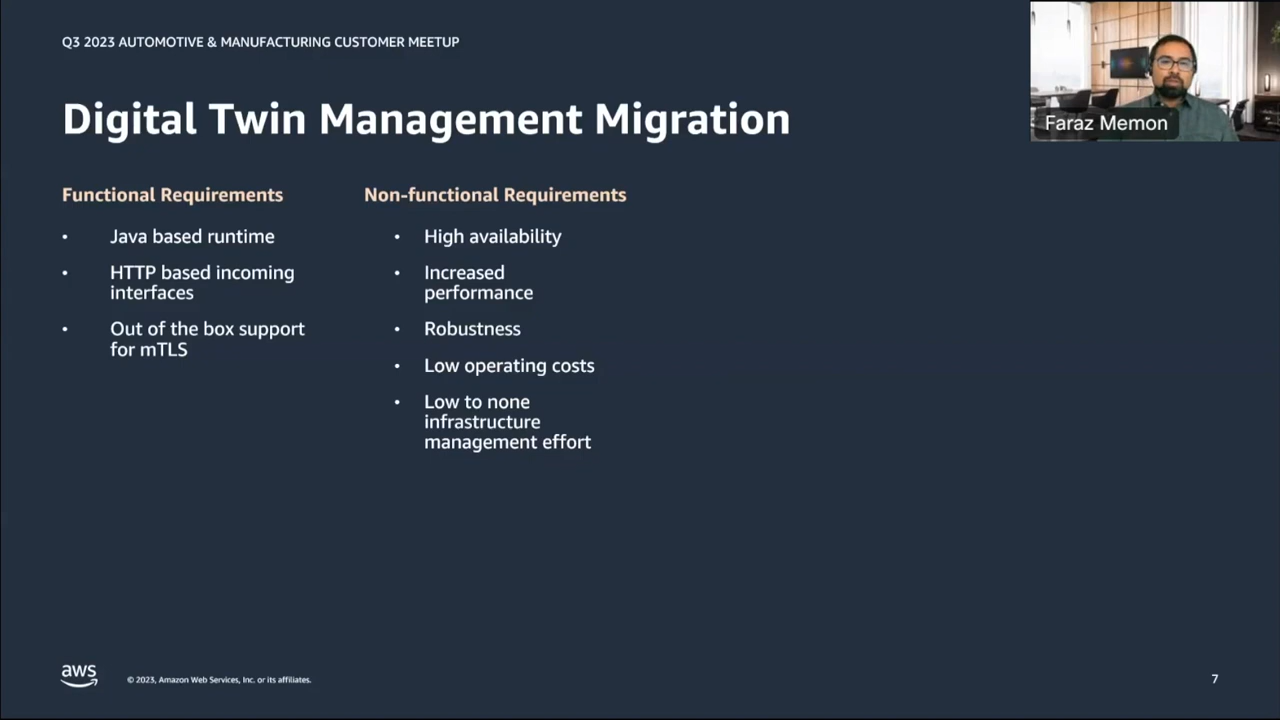 Q3 2023 AUTOMOTIVE & MANUFACTURING CUSTOMER MEETUP
Faraz Memon
Digital Twin Management Migration
Functional Requirements
• Java based runtime
• HTTP based incoming
interfaces
• Out of the box support
for mTLS
Non-functional Requirements
• High availability
• Increased
performance
• Robustness
• Low operating costs
• Low to none
infrastructure
management effort
aws
© 2023, Amazon Web Services, Inc. or its affiliates.
7